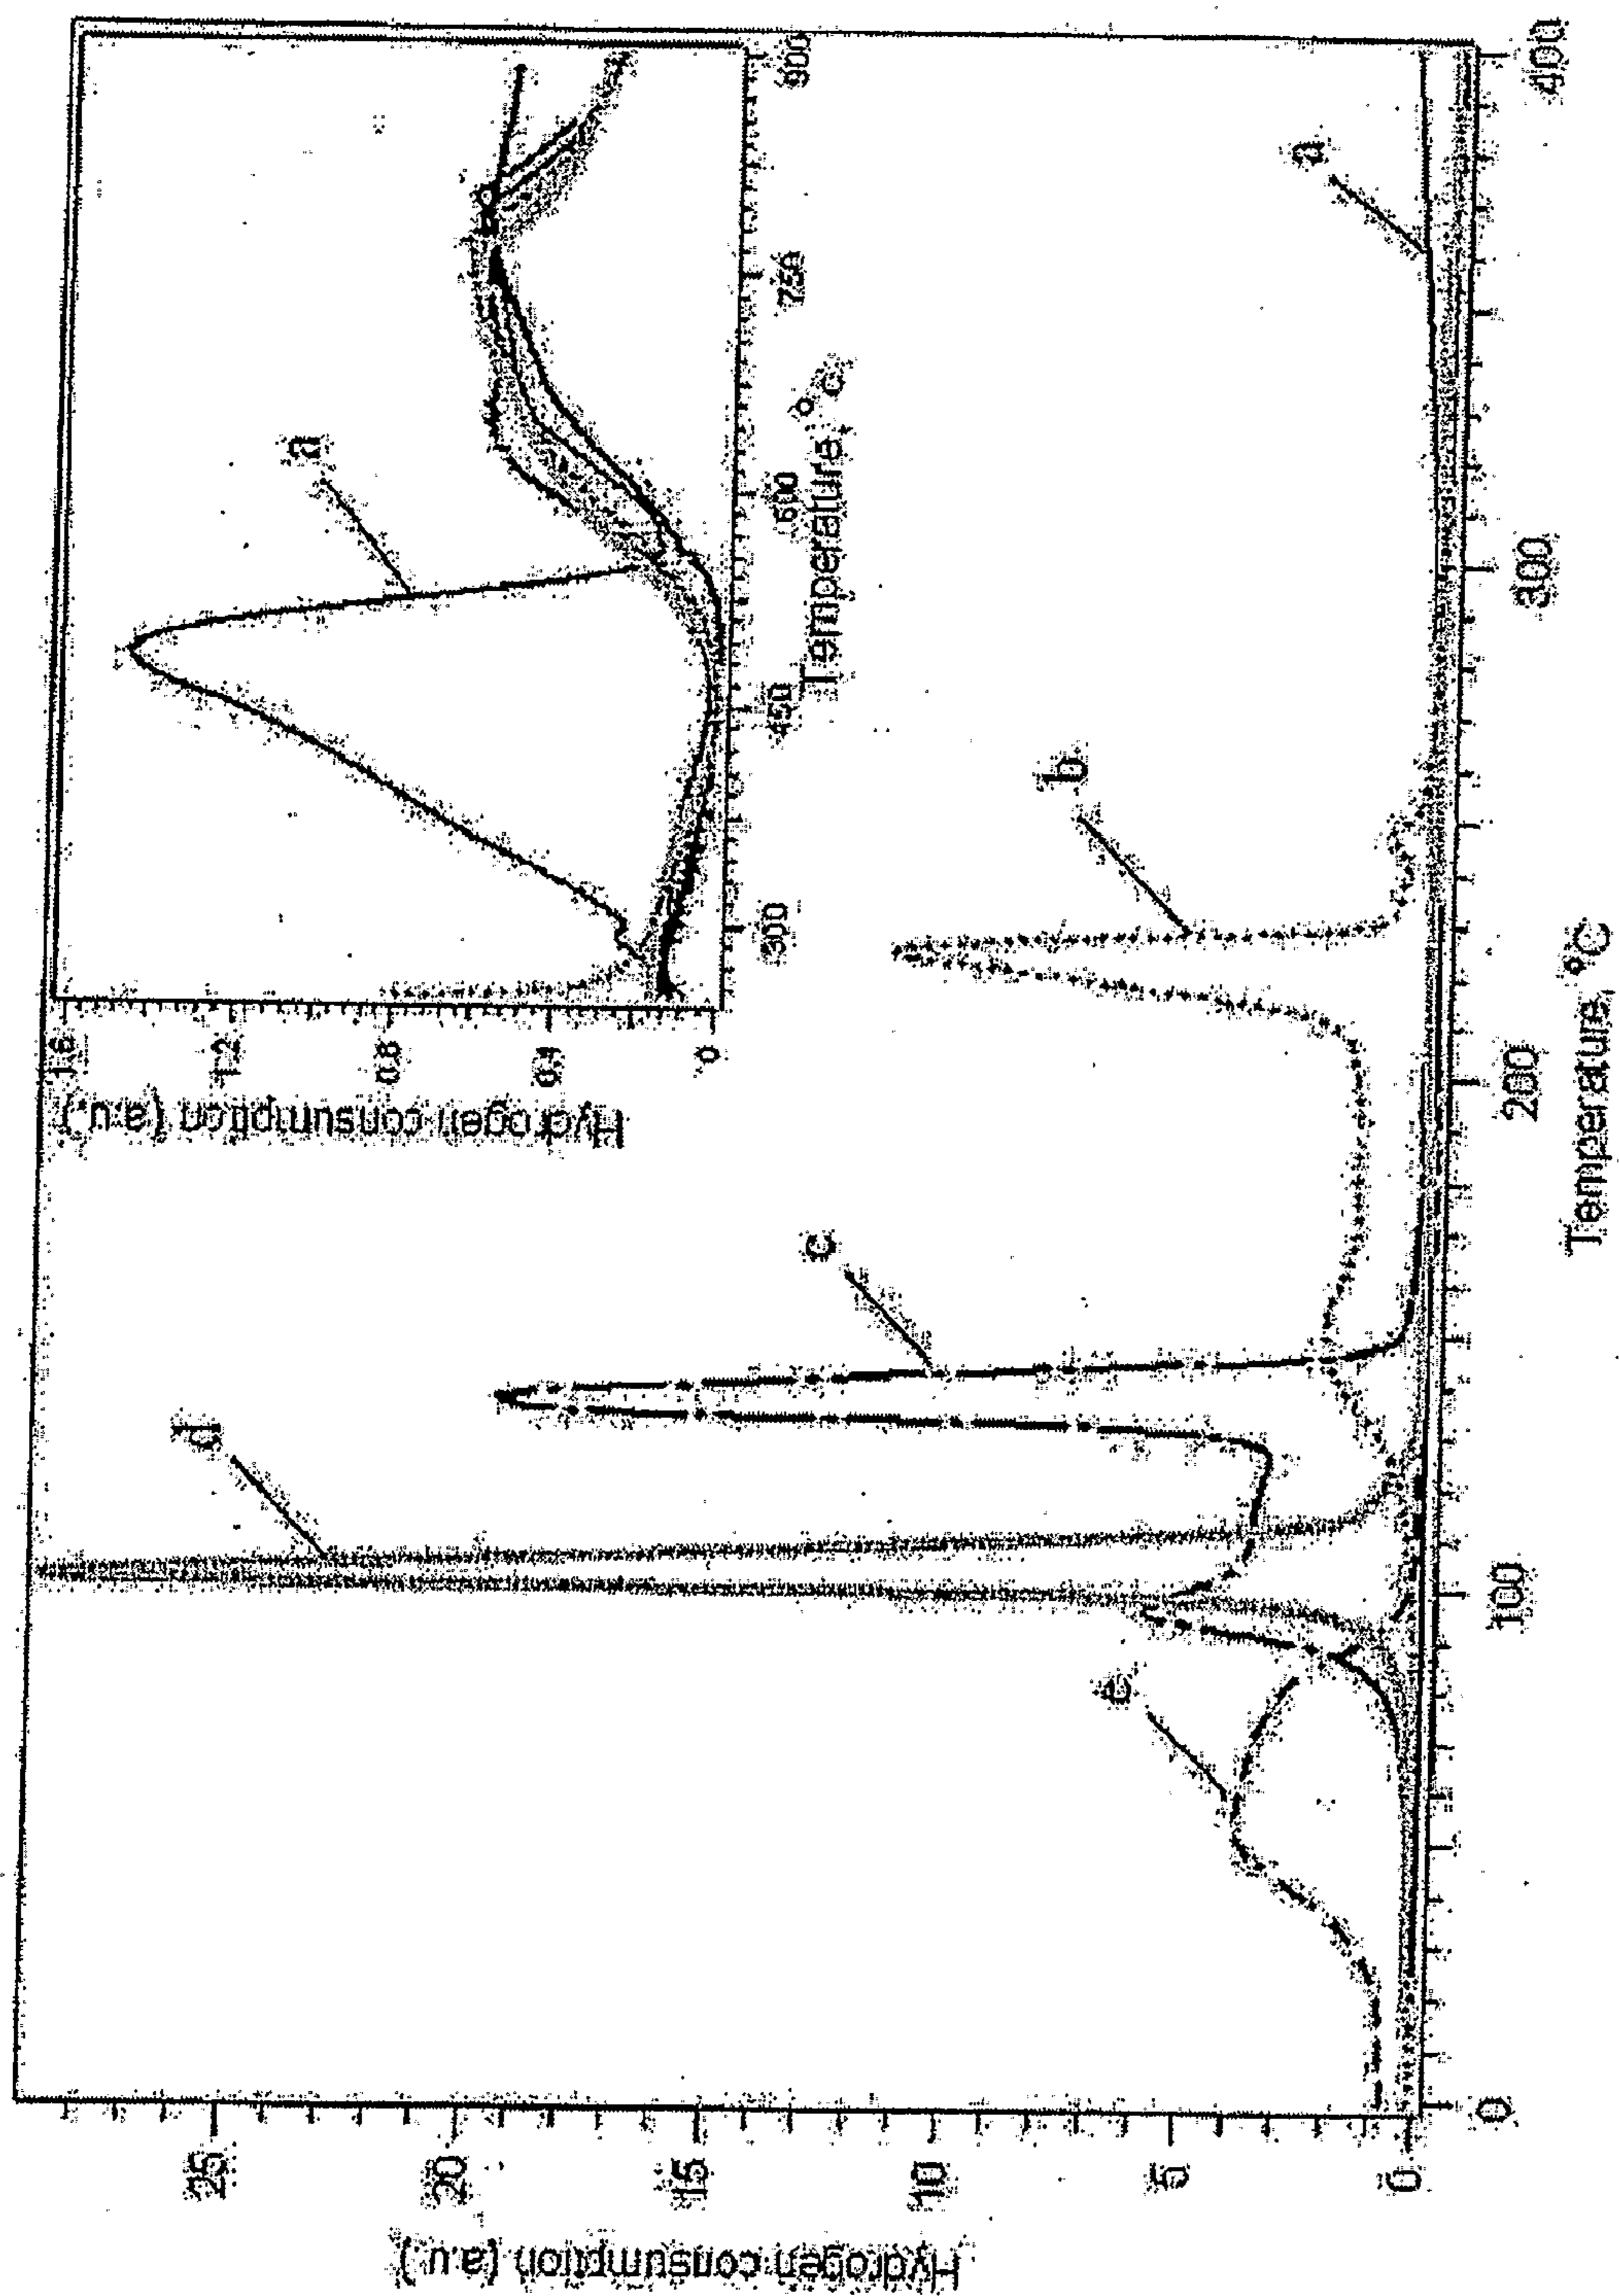 Hydrogen consumption (a.u.)
25
20
15
10
5
0
0
100
200
300
400
Temperature, °C
a
b
c
d
e
Hydrogen consumption (a.u.)
1.6
1.2
0.8
0.4
0
300
450
600
750
900
Temperature, °C
a